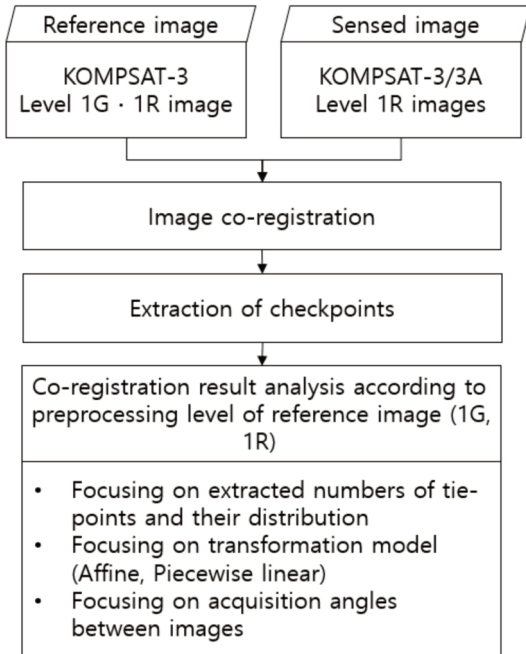 Reference image
KOMPSAT-3
Level 1G · 1R image
Sensed image
KOMPSAT-3/3A
Level 1R images
Image co-registration
Extraction of checkpoints
Co-registration result analysis according to
preprocessing level of reference image (1G,
1R)
• Focusing on extracted numbers of tie-
points and their distribution
• Focusing on transformation model
(Affine, Piecewise linear)
• Focusing on acquisition angles
between images